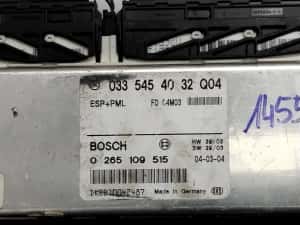 033 545 40 32 Q04
ESP+PML FD 04M03
1455
BOSCH
HW 39/03
SW 39/03
0 265 109 515 04-03-04
Made in Germany